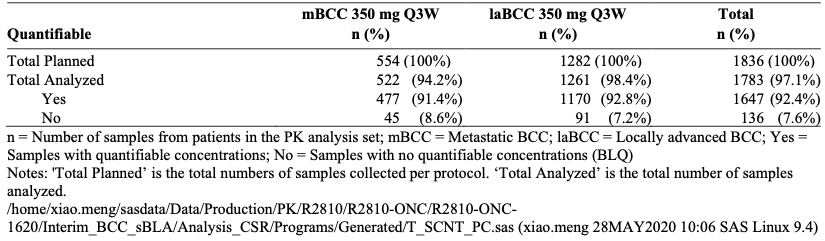 mBCC 350 mg Q3W laBCC 350 mg Q3W Total
Quantifiable n (%) n (%) n (%)
Total Planned 554 (100%) 1282 (100%) 1836 (100%)
Total Analyzed 522 (94.2%) 1261 (98.4%) 1783 (97.1%)
Yes 477 (91.4%) 1170 (92.8%) 1647 (92.4%)
No 45 (8.6%) 91 (7.2%) 136 (7.6%)
n = Number of samples from patients in the PK analysis set; mBCC = Metastatic BCC; laBCC = Locally advanced BCC; Yes =
Samples with quantifiable concentrations; No = Samples with no quantifiable concentrations (BLQ)
Notes: 'Total Planned’ is the total numbers of samples collected per protocol. ‘Total Analyzed’ is the total number of samples
analyzed.
/home/xiao.meng/sasdata/Data/Production/PK/R2810/R2810-ONC/R2810-ONC-
1620/Interim_BCC_sBLA/Analysis_CSR/Programs/Generated/T_SCNT_PC.sas (xiao.meng 28MAY2020 10:06 SAS Linux 9.4)